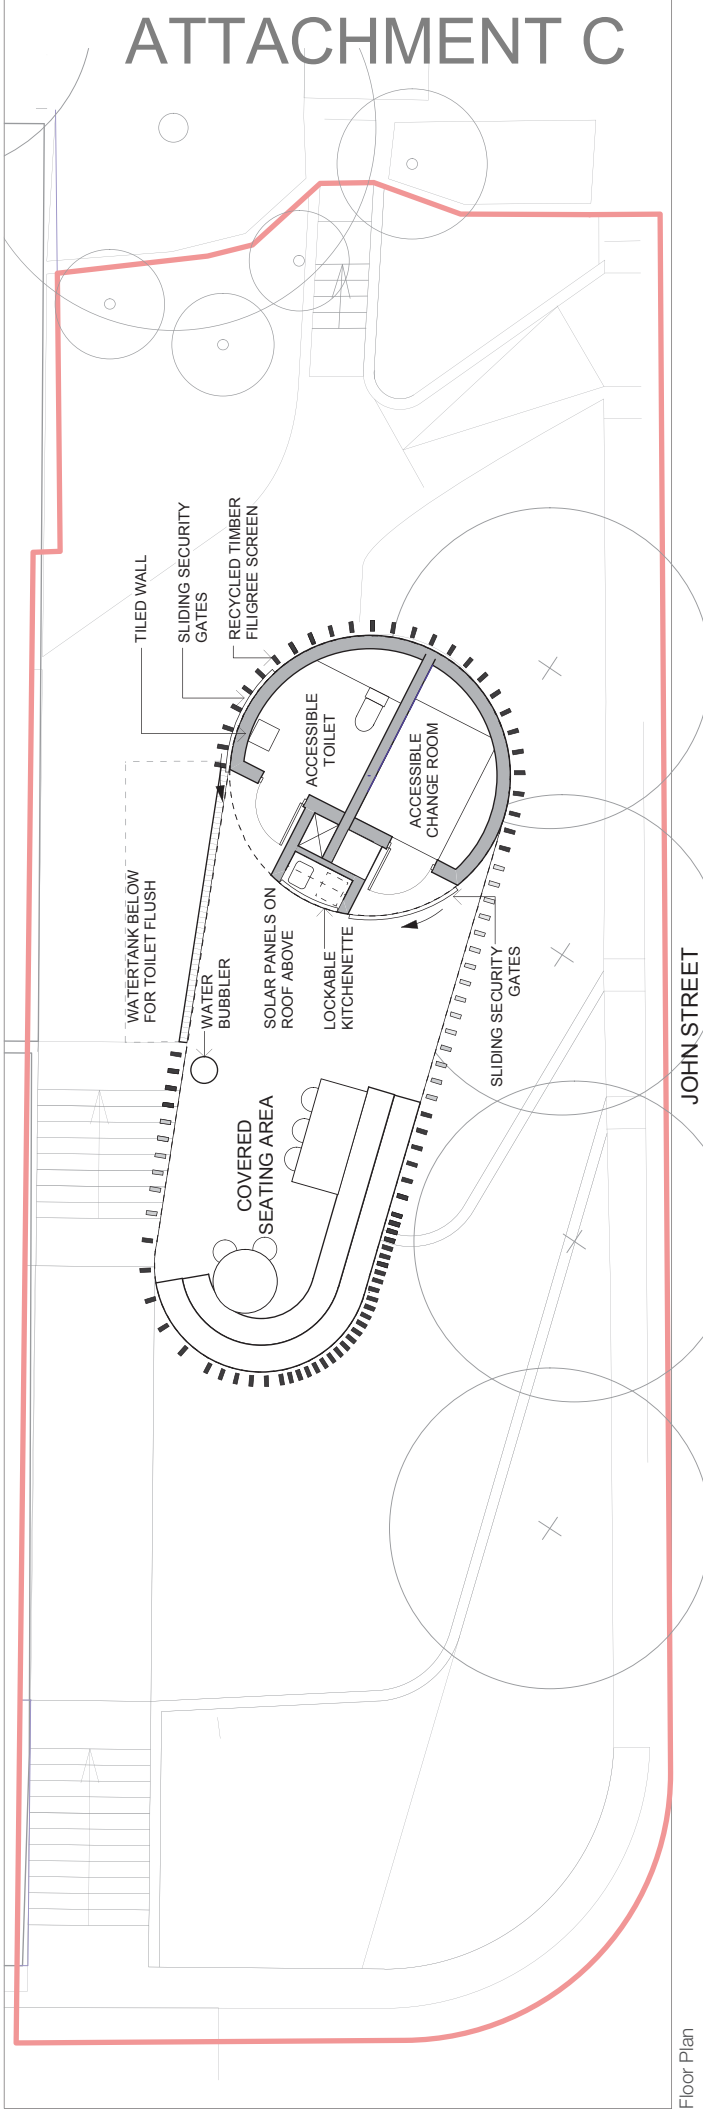 ATTACHMENT C
TILED WALL
SLIDING SECURITY
GATES
RECYCLED TIMBER
FILIGREE SCREEN
ACCESSIBLE
TOILET
ACCESSIBLE
CHANGE ROOM
WATERTANK BELOW
FOR TOILET FLUSH
WATER
BUBBLER
SOLAR PANELS ON
ROOF ABOVE
LOCKABLE
KITCHENETTE
SLIDING SECURITY
GATES
COVERED
SEATING AREA
JOHN STREET
Floor Plan